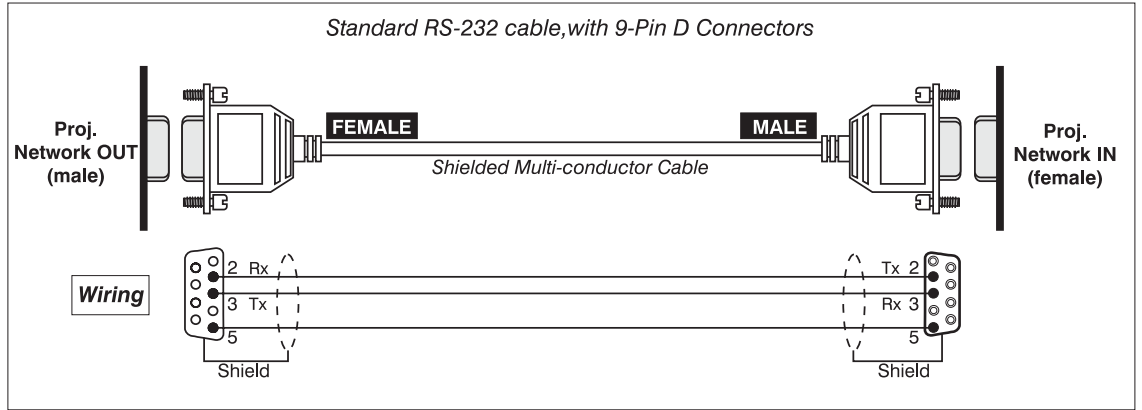 Standard RS-232 cable,with 9-Pin D Connectors
Proj.
Network OUT
(male)
FEMALE
MALE
Shielded Multi-conductor Cable
Proj.
Network IN
(female)
Wiring
2 Rx
3 Tx
5
Shield
Tx 2
Rx 3
5
Shield